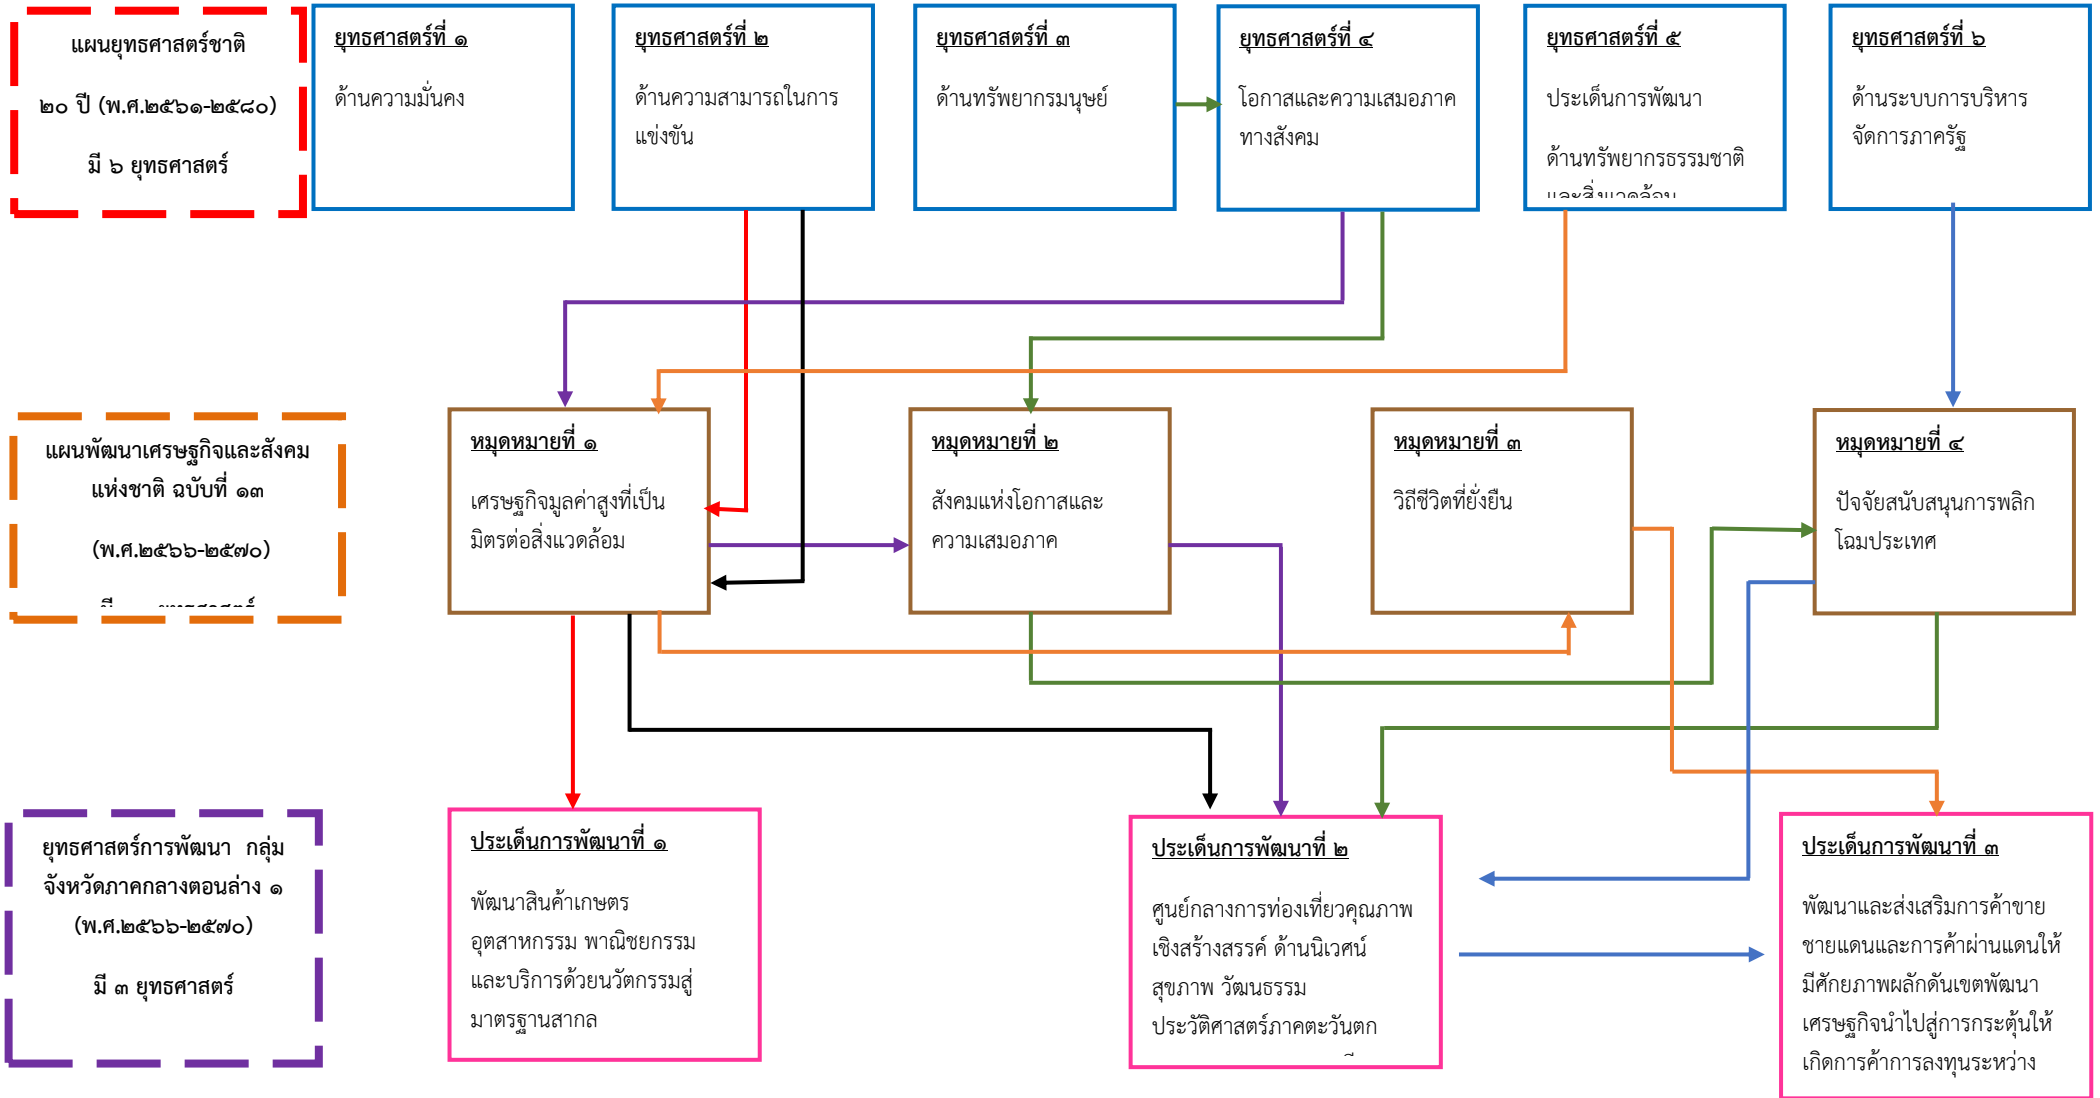 แผนยุทธศาสตร์ชาติ
๒๐ ปี (พ.ศ.๒๕๖๑-๒๕๘๐)
มี ๖ ยุทธศาสตร์
ยุทธศาสตร์ที่ ๑
ด้านความมั่นคง
ยุทธศาสตร์ที่ ๒
ด้านความสามารถในการ
แข่งขัน
ยุทธศาสตร์ที่ ๓
ด้านทรัพยากรมนุษย์
ยุทธศาสตร์ที่ ๔
โอกาสและความเสมอภาค
ทางสังคม
ยุทธศาสตร์ที่ ๕
ประเด็นการพัฒนา
ด้านทรัพยากรธรรมชาติ
และสิ่งแวดล้อม
ยุทธศาสตร์ที่ ๖
ด้านระบบการบริหาร
จัดการภาครัฐ
แผนพัฒนาเศรษฐกิจและสังคม
แห่งชาติ ฉบับที่ ๑๓
(พ.ศ.๒๕๖๖-๒๕๗๐)
มี ยุทธศาสตร์
หมุดหมายที่ ๑
เศรษฐกิจมูลค่าสูงที่เป็น
มิตรต่อสิ่งแวดล้อม
หมุดหมายที่ ๒
สังคมแห่งโอกาสและ
ความเสมอภาค
หมุดหมายที่ ๓
วิถีชีวิตที่ยั่งยืน
หมุดหมายที่ ๔
ปัจจัยสนับสนุนการพลิก
โฉมประเทศ
ยุทธศาสตร์การพัฒนา กลุ่ม
จังหวัดภาคกลางตอนล่าง ๑
(พ.ศ.๒๕๖๖-๒๕๗๐)
มี ๓ ยุทธศาสตร์
ประเด็นการพัฒนาที่ ๑
พัฒนาสินค้าเกษตร
อุตสาหกรรม พาณิชยกรรม
และบริการด้วยนวัตกรรมสู่
มาตรฐานสากล
ประเด็นการพัฒนาที่ ๒
ศูนย์กลางการท่องเที่ยวคุณภาพ
เชิงสร้างสรรค์ ด้านนิเวศน์
สุขภาพ วัฒนธรรม
ประวัติศาสตร์ภาคตะวันตก
ประเด็นการพัฒนาที่ ๓
พัฒนาและส่งเสริมการค้าขาย
ชายแดนและการค้าผ่านแดนให้
มีศักยภาพผลักดันเขตพัฒนา
เศรษฐกิจนำไปสู่การกระตุ้นให้
เกิดการค้าการลงทุนระหว่าง